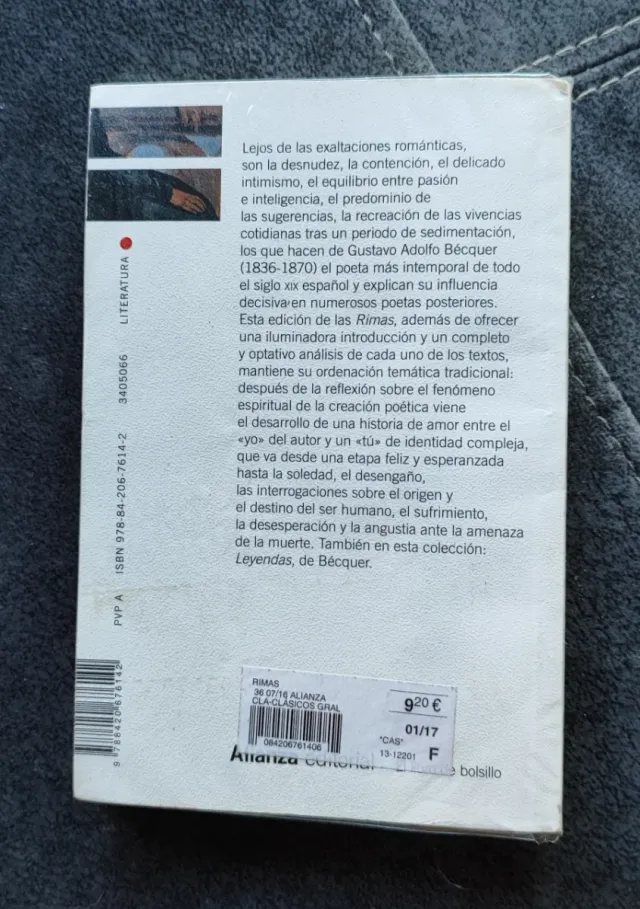 Lejos de las exaltaciones románticas,
son la desnudez, la contención, el delicado
intimismo, el equilibrio entre pasión
e inteligencia, el predominio de
las sugerencias, la recreación de las vivencias
cotidianas tras un periodo de sedimentación,
los que hacen de Gustavo Adolfo Bécquer
(1836-1870) el poeta más intemporal de todo
el siglo XIX español y explican su influencia
decisiva en numerosos poetas posteriores.
Esta edición de las Rimas, además de ofrecer
una iluminadora introducción y un completo
y optativo análisis de cada uno de los textos,
mantiene su ordenación temática tradicional:
después de la reflexión sobre el fenómeno
espiritual de la creación poética viene
el desarrollo de una historia de amor entre el
«yo» del autor y un «tú» de identidad compleja,
que va desde una etapa feliz y esperanzada
hasta la soledad, el desengaño,
las interrogaciones sobre el origen y
el destino del ser humano, el sufrimiento,
la desesperación y la angustia ante la amenaza
de la muerte. También en esta colección:
Leyendas, de Bécquer.
PVP A ISBN 978-84-206-7614-2 3405066 LITERATURA
9 788420 676142
RIMAS
36 07/16 ALIANZA
CLA-CLÁSICOS GRAL
084206761406
9,20 €
01/17
*CAS*
13-12201 F
Alianza editorial El libro de bolsillo